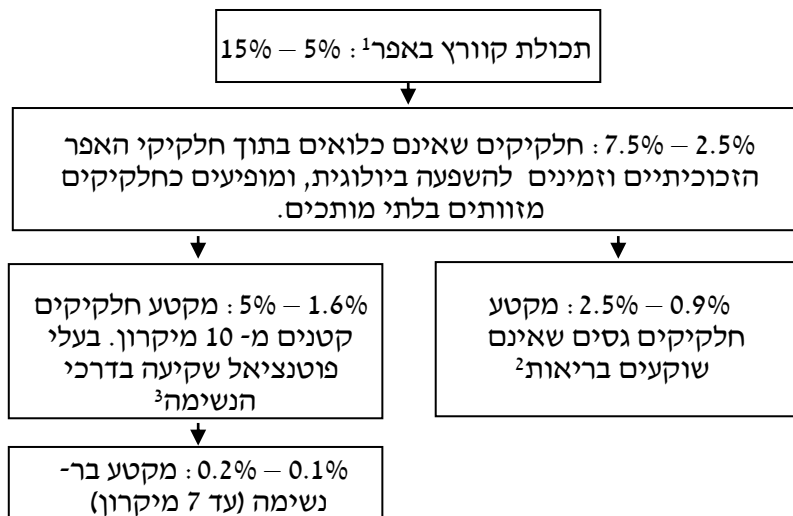 תכולת קוורץ באפר¹: 5% – 15%
2.5% – 7.5%: חלקיקים שאינם כלואים בתוך חלקיקי האפר
הזכוכיתיים וזמינים להשפעה ביולוגית, ומופיעים כחלקיקים
מזוותים בלתי מותכים.
0.9% – 2.5%: מקטע
חלקיקים גסים שאינם
שוקעים בריאות²
1.6% – 5%: מקטע חלקיקים
קטנים מ- 10 מיקרון. בעלי
פוטנציאל שקיעה בדרכי
הנשימה³
0.1% – 0.2%: מקטע בר-
נשימה (עד 7 מיקרון)